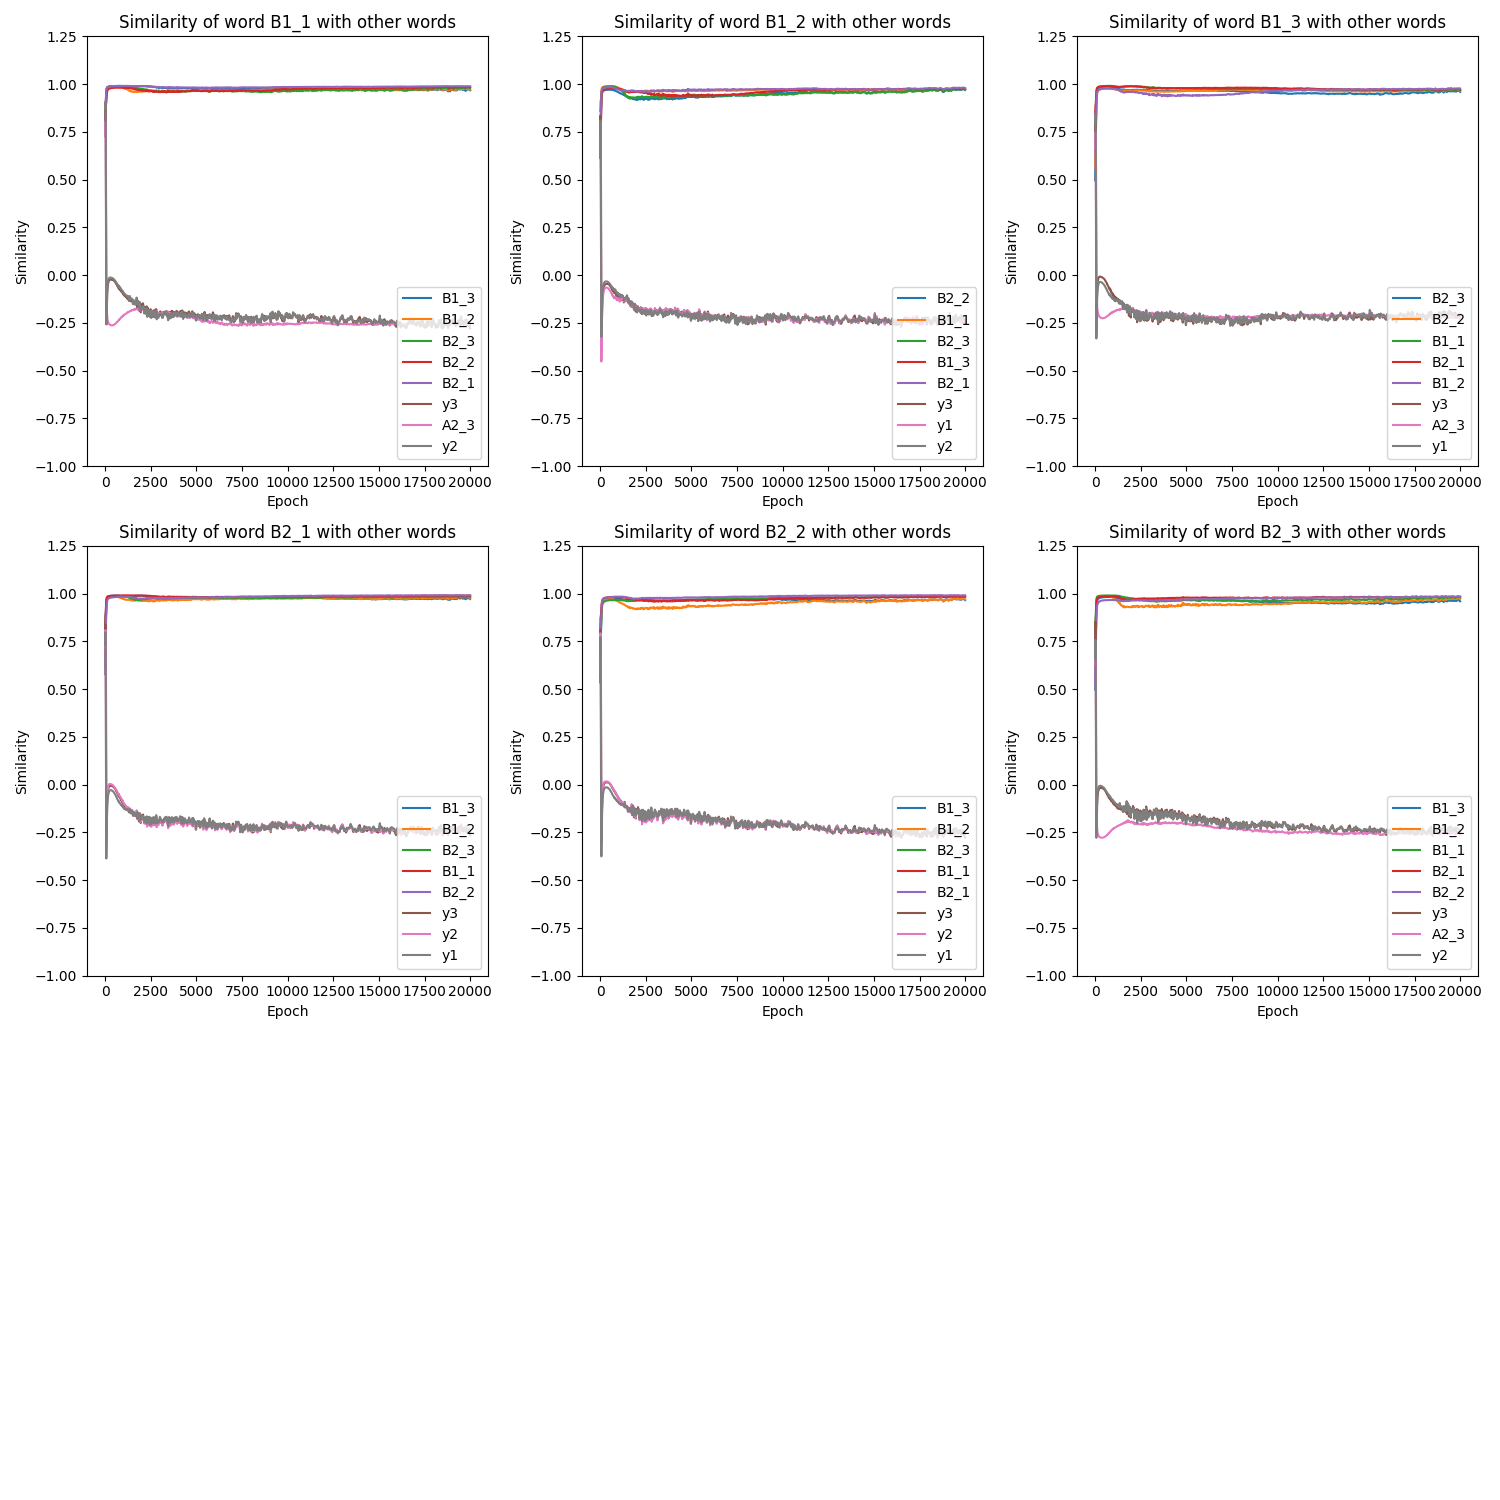 Similarity of word B1_1 with other words
1.25
1.00
0.75
0.50
0.25
0.00
−0.25
−0.50
−0.75
−1.00
Similarity
0 2500 5000 7500 10000 12500 15000 17500 20000
Epoch
B1_3
B1_2
B2_3
B2_2
B2_1
y3
A2_3
y2
Similarity of word B1_2 with other words
1.25
1.00
0.75
0.50
0.25
0.00
−0.25
−0.50
−0.75
−1.00
Similarity
0 2500 5000 7500 10000 12500 15000 17500 20000
Epoch
B2_2
B1_1
B2_3
B1_3
B2_1
y3
y1
y2
Similarity of word B1_3 with other words
1.25
1.00
0.75
0.50
0.25
0.00
−0.25
−0.50
−0.75
−1.00
Similarity
0 2500 5000 7500 10000 12500 15000 17500 20000
Epoch
B2_3
B2_2
B1_1
B2_1
B1_2
y3
A2_3
y1
Similarity of word B2_1 with other words
1.25
1.00
0.75
0.50
0.25
0.00
−0.25
−0.50
−0.75
−1.00
Similarity
0 2500 5000 7500 10000 12500 15000 17500 20000
Epoch
B1_3
B1_2
B2_3
B1_1
B2_2
y3
y2
y1
Similarity of word B2_2 with other words
1.25
1.00
0.75
0.50
0.25
0.00
−0.25
−0.50
−0.75
−1.00
Similarity
0 2500 5000 7500 10000 12500 15000 17500 20000
Epoch
B1_3
B1_2
B2_3
B1_1
B2_1
y3
y2
y1
Similarity of word B2_3 with other words
1.25
1.00
0.75
0.50
0.25
0.00
−0.25
−0.50
−0.75
−1.00
Similarity
0 2500 5000 7500 10000 12500 15000 17500 20000
Epoch
B1_3
B1_2
B1_1
B2_1
B2_2
y3
A2_3
y2